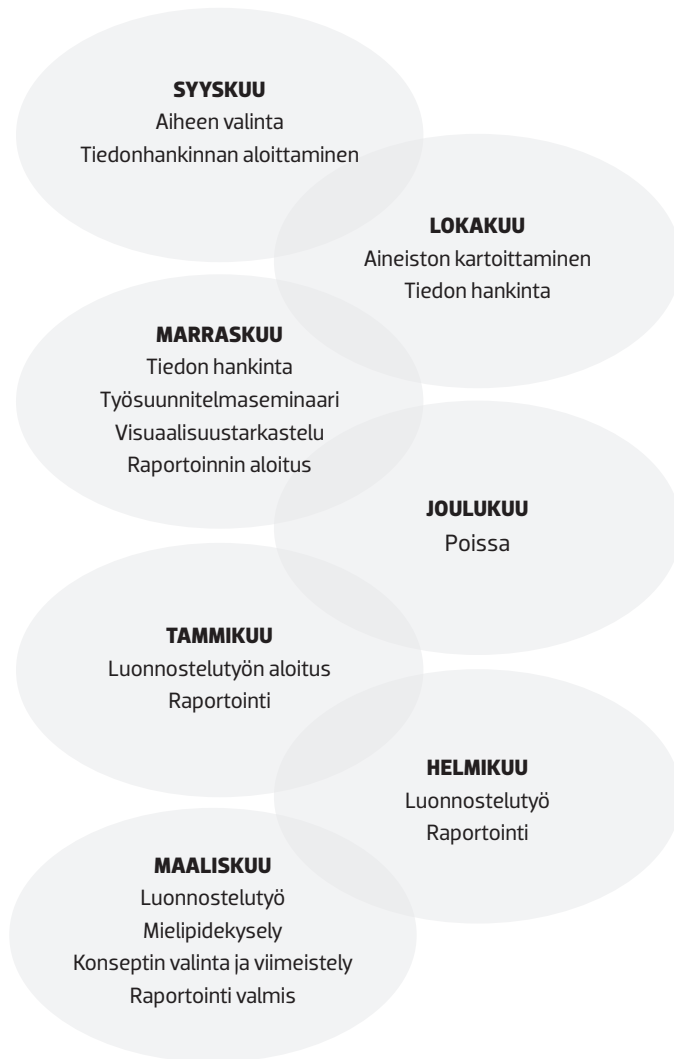 SYYSKUU
Aiheen valinta
Tiedonhankinnan aloittaminen
LOKAKUU
Aineiston kartoittaminen
Tiedon hankinta
MARRASKUU
Tiedon hankinta
Työsuunnitelmaseminaari
Visuaalisuustarkastelu
Raportoinnin aloitus
JOULUKUU
Poissa
TAMMIKUU
Luonnostelutyön aloitus
Raportointi
HELMIKUU
Luonnostelutyö
Raportointi
MAALISKUU
Luonnostelutyö
Mielipidekysely
Konseptin valinta ja viimeistely
Raportointi valmis